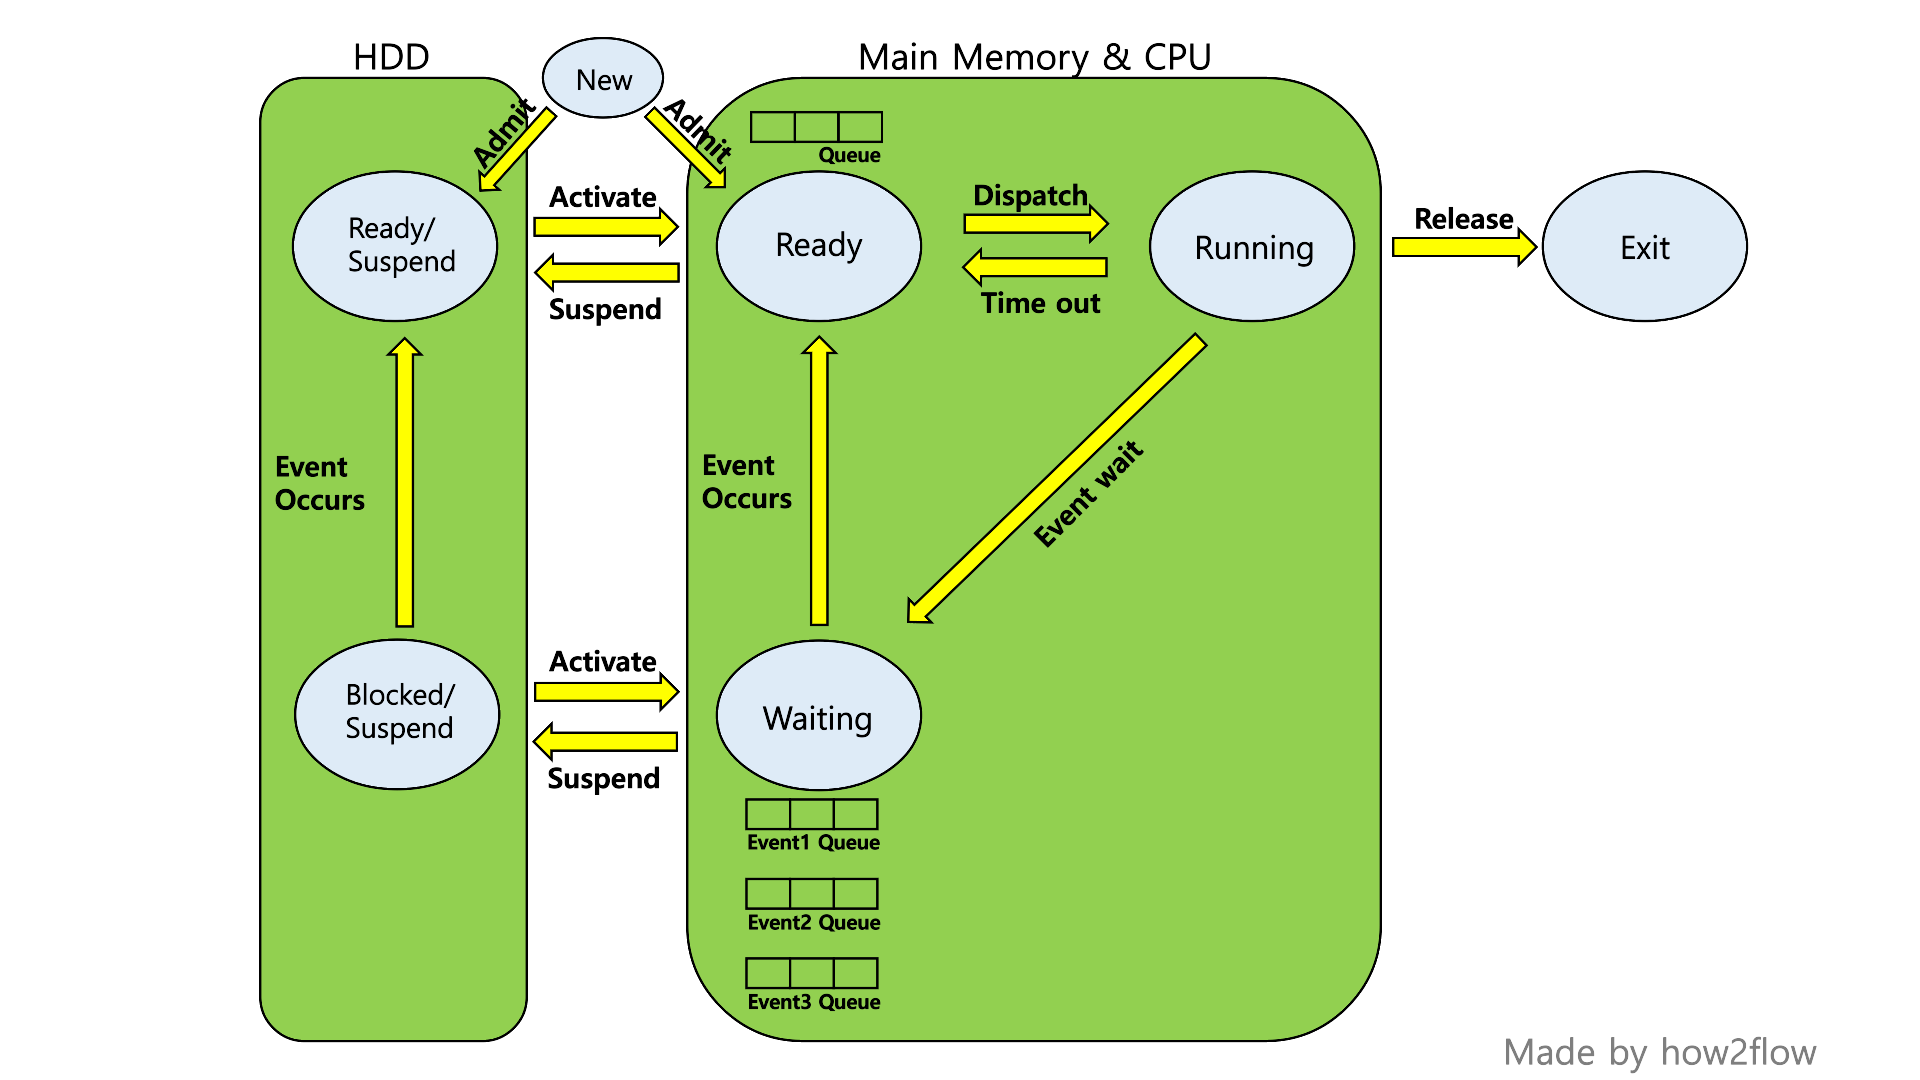 HDD
New
Main Memory & CPU
Admit
Admit
Queue
Ready/
Suspend
Activate
Suspend
Ready
Dispatch
Time out
Running
Release
Exit
Event
Occurs
Event
Occurs
Event wait
Blocked/
Suspend
Activate
Suspend
Waiting
Event1 Queue
Event2 Queue
Event3 Queue
Made by how2flow